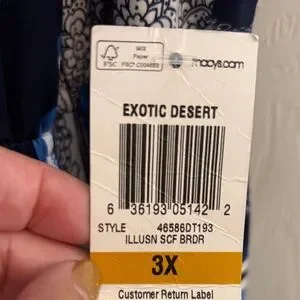 FSC
MIX
Paper
macys.com
EXOTIC DESERT
6 36193 05142 2
STYLE 46586DT193
ILLUSN SCF BRDR
3X
Customer Return Label